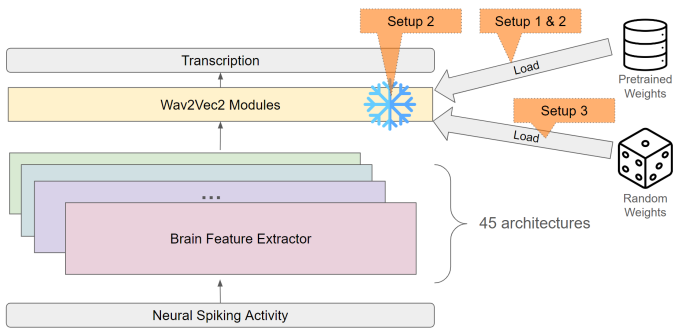 Setup 2
Setup 1 & 2
Transcription
Load
Pretrained
Weights
Wav2Vec2 Modules
Setup 3
Load
Random
Weights
...
45 architectures
Brain Feature Extractor
Neural Spiking Activity